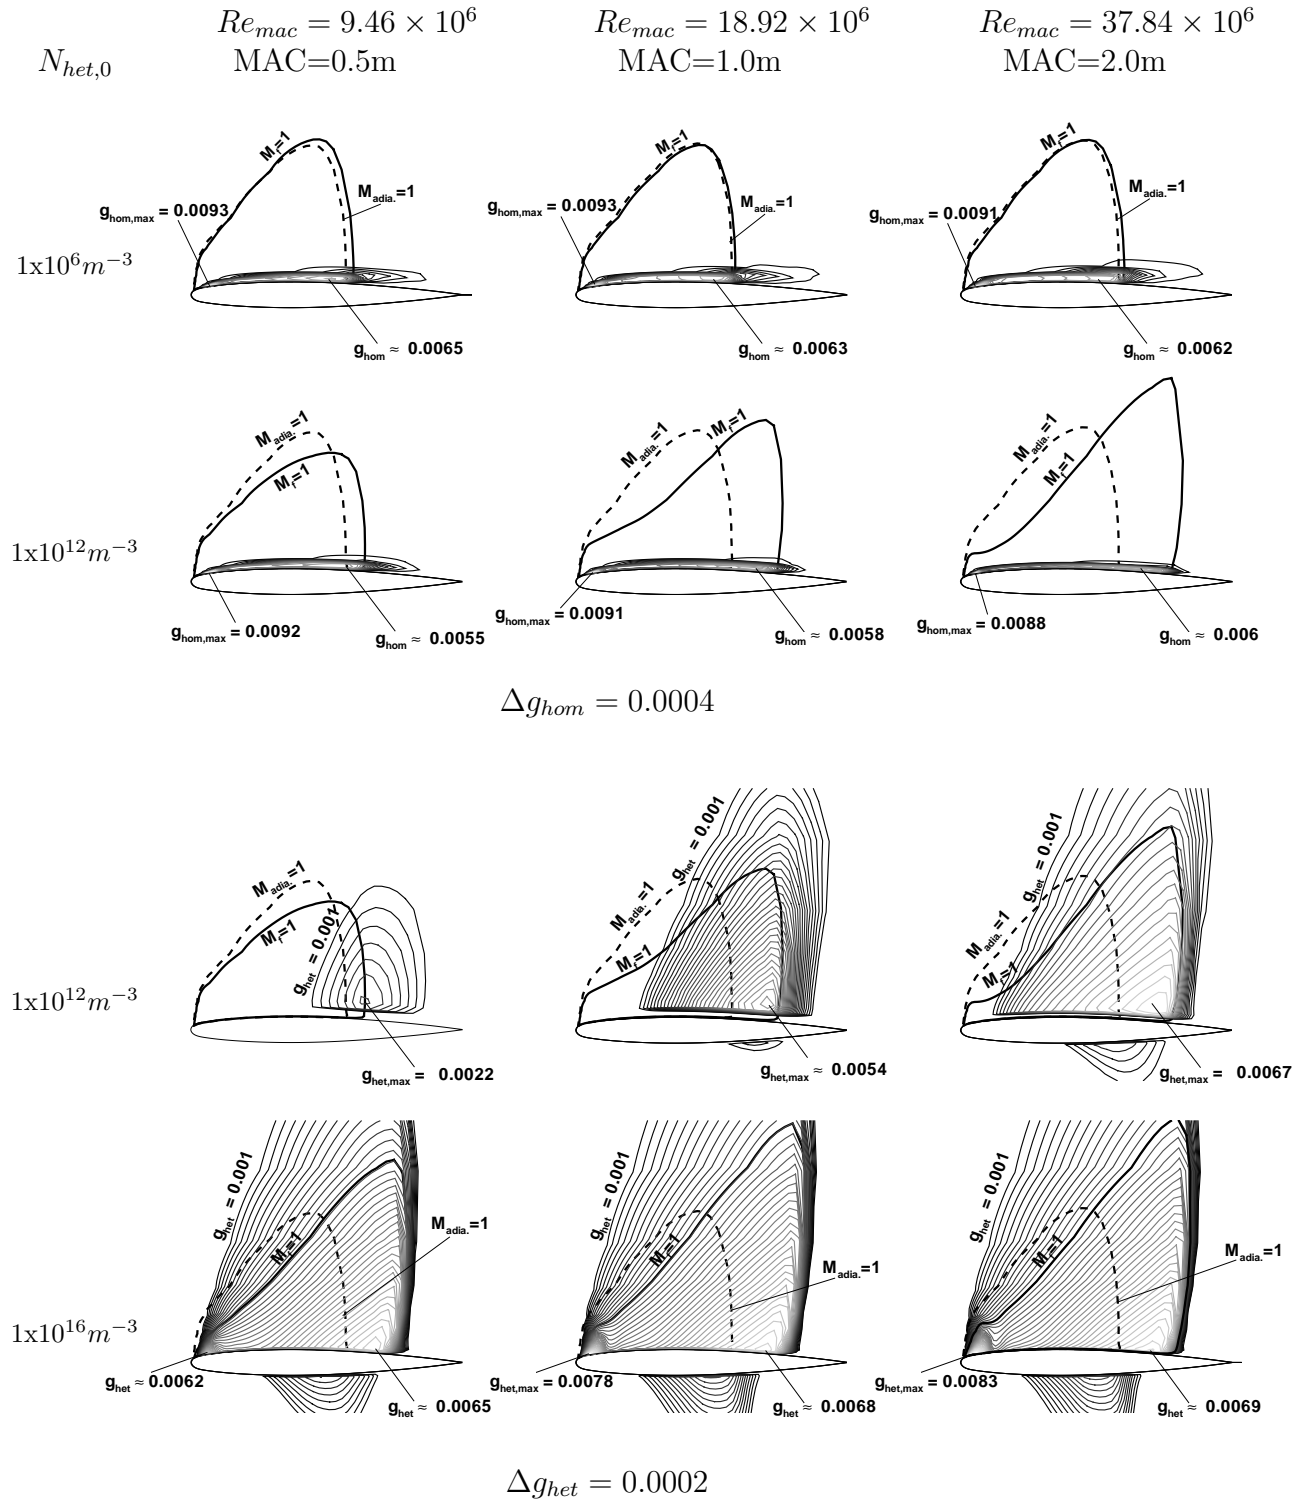 Re_mac = 9.46 × 10^6 Re_mac = 18.92 × 10^6 Re_mac = 37.84 × 10^6
N_het,0 MAC=0.5m MAC=1.0m MAC=2.0m
M_f=1 M_f=1 M_f=1
M_adia.=1 M_adia.=1 M_adia.=1
g_hom,max = 0.0093 g_hom,max = 0.0093 g_hom,max = 0.0091
1x10^6 m^−3
g_hom ≈ 0.0065 g_hom ≈ 0.0063 g_hom ≈ 0.0062
M_adia.=1 M_adia.=1 M_adia.=1
M_f=1 M_f=1 M_f=1
1x10^12 m^−3
g_hom,max = 0.0092 g_hom,max = 0.0091 g_hom,max = 0.0088
g_hom ≈ 0.0055 g_hom ≈ 0.0058 g_hom ≈ 0.006
Δg_hom = 0.0004
g_het = 0.001 g_het = 0.001 g_het = 0.001
M_adia.=1 M_adia.=1 M_adia.=1
M_f=1 M_f=1 M_f=1
1x10^12 m^−3
g_het,max = 0.0022 g_het,max ≈ 0.0054 g_het,max = 0.0067
g_het = 0.001 g_het = 0.001 g_het = 0.001
M_f=1 M_f=1 M_f=1
M_adia.=1 M_adia.=1 M_adia.=1
1x10^16 m^−3
g_het ≈ 0.0062 g_het,max = 0.0078 g_het,max = 0.0083
g_het ≈ 0.0065 g_het ≈ 0.0068 g_het ≈ 0.0069
Δg_het = 0.0002